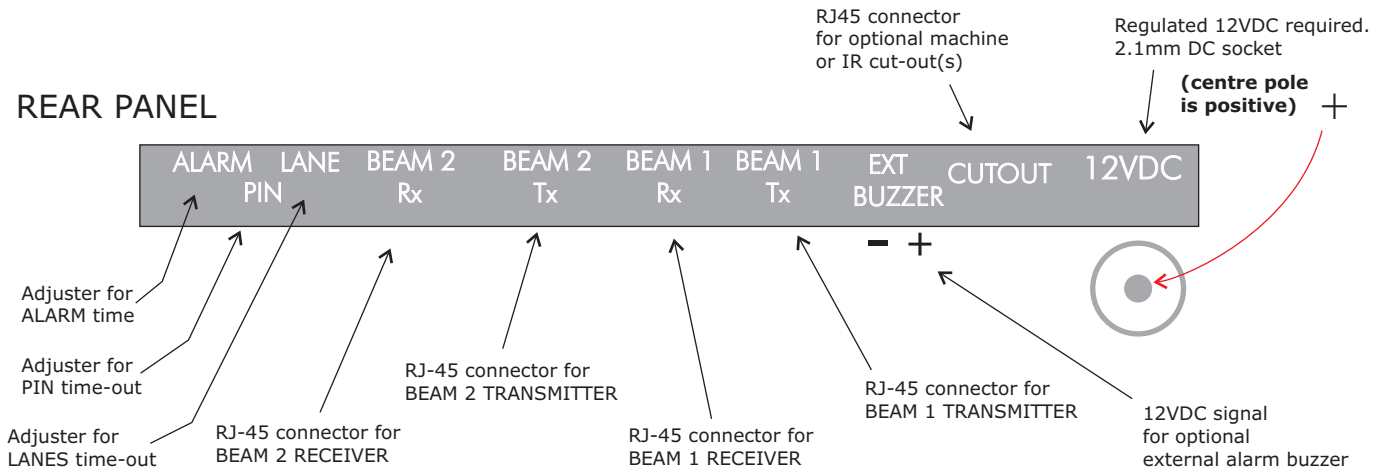 RJ45 connector
for optional machine
or IR cut-out(s)
Regulated 12VDC required.
2.1mm DC socket
(centre pole
is positive) +
REAR PANEL
ALARM
PIN
LANE
BEAM 2
Rx
BEAM 2
Tx
BEAM 1
Rx
BEAM 1
Tx
EXT
BUZZER
CUTOUT
12VDC
- +
Adjuster for
ALARM time
Adjuster for
PIN time-out
Adjuster for
LANES time-out
RJ-45 connector for
BEAM 2 RECEIVER
RJ-45 connector for
BEAM 2 TRANSMITTER
RJ-45 connector for
BEAM 1 RECEIVER
RJ-45 connector for
BEAM 1 TRANSMITTER
12VDC signal
for optional
external alarm buzzer